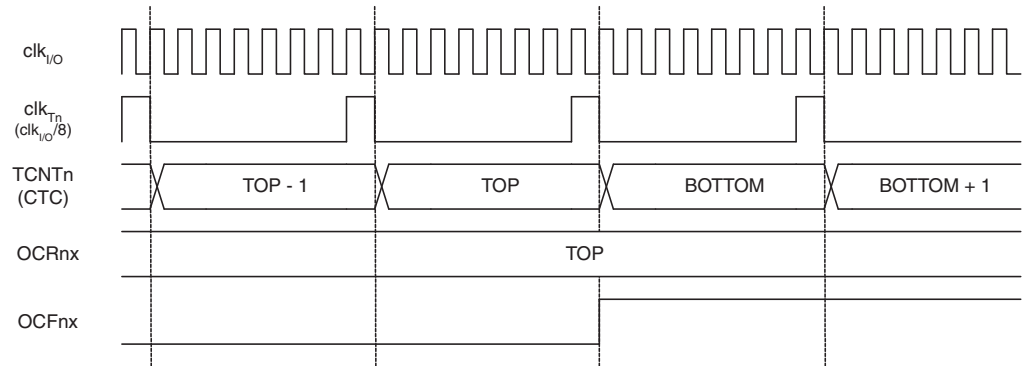 clkI/O
clkTn
(clkI/O/8)
TCNTn
(CTC)
TOP - 1
TOP
BOTTOM
BOTTOM + 1
OCRnx
TOP
OCFnx